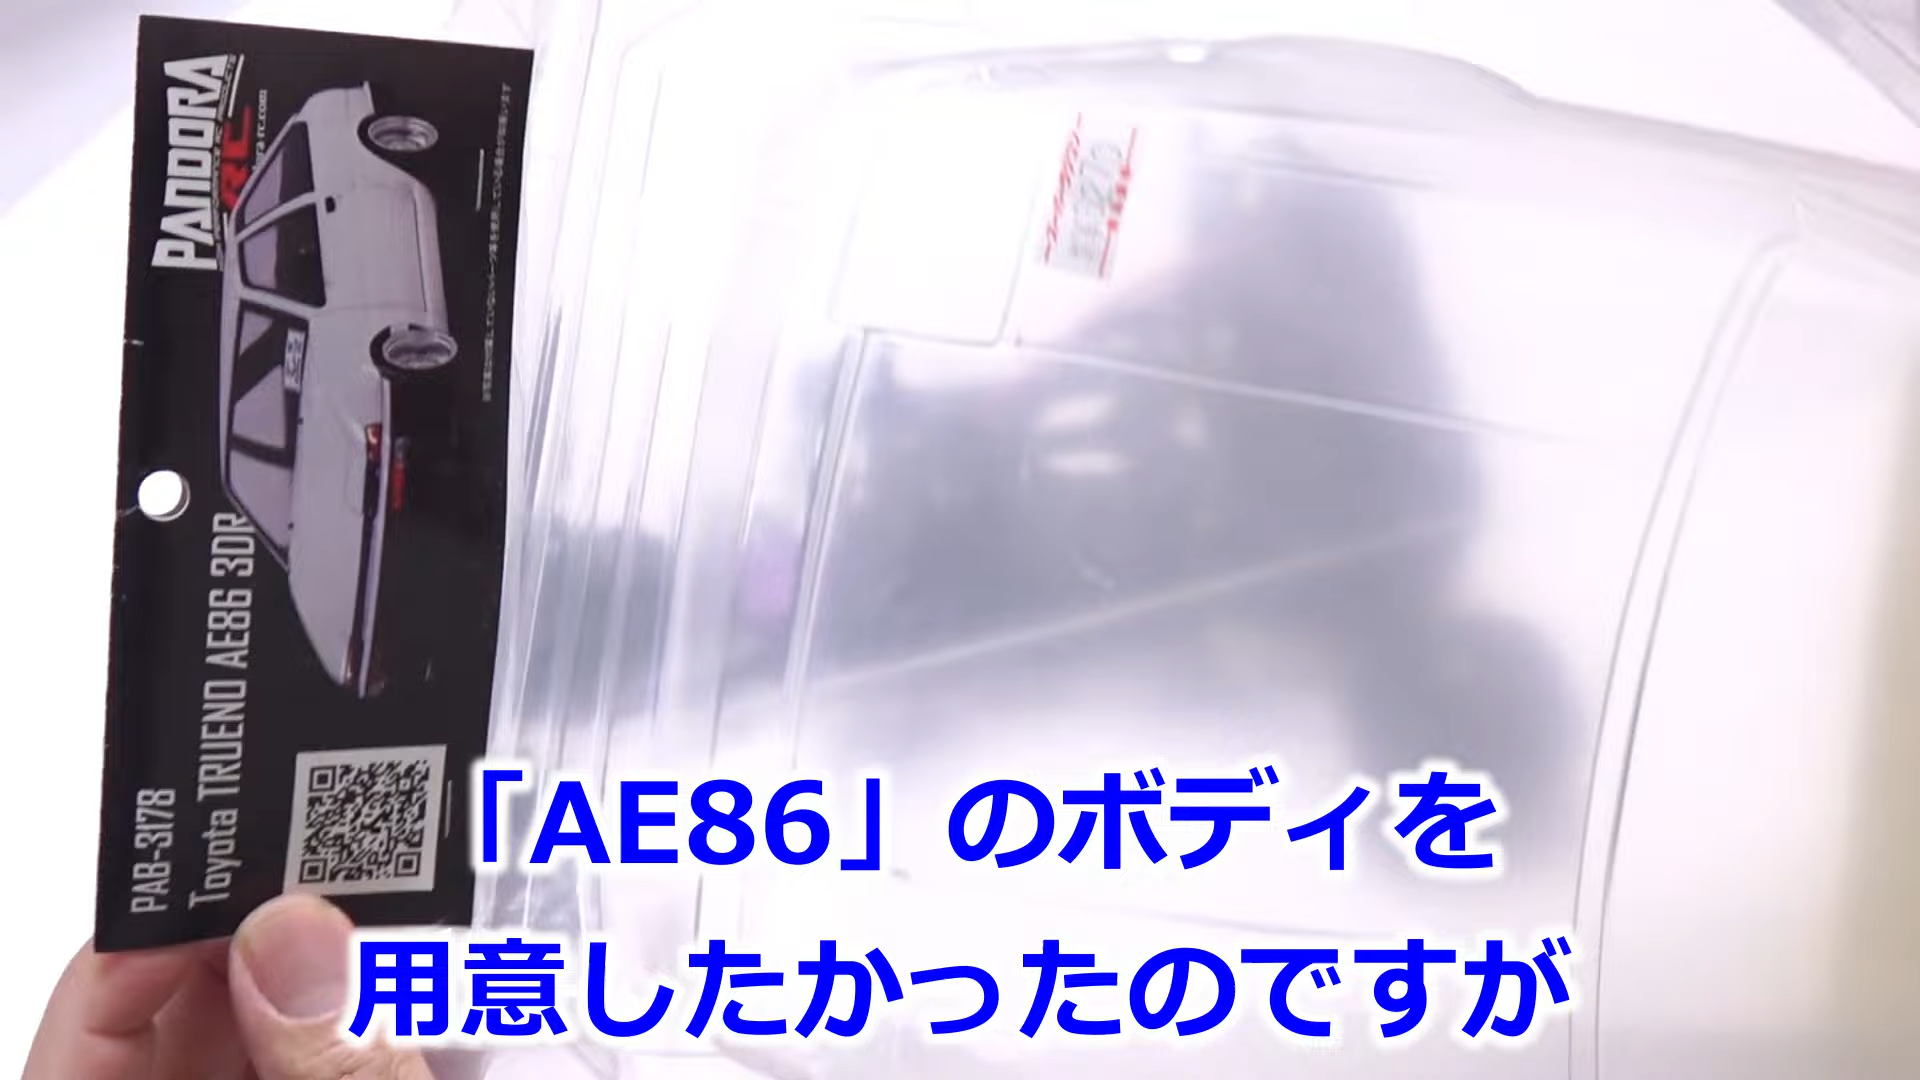 PANDORA
RC
PAB-3178
Toyota TRUENO AE86 3DR
「AE86」のボディを
用意したかったのですが